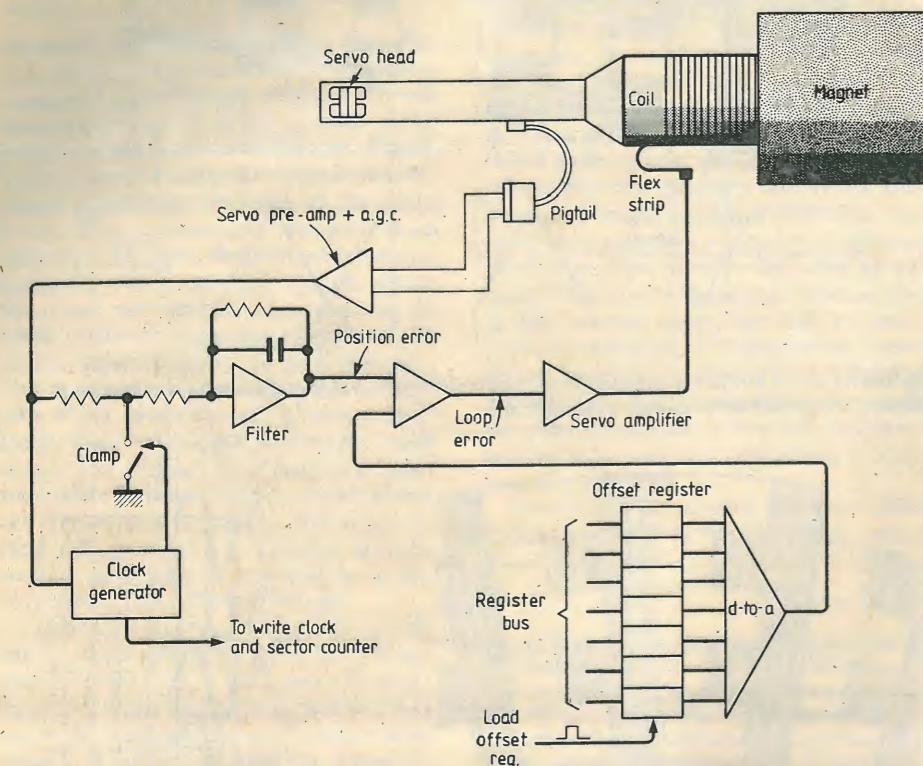 Servo head
Coil
Magnet
Flex
strip
Pigtail
Servo pre-amp + a.g.c.
Position error
Filter
Loop
error
Servo amplifier
Clamp
Offset register
Clock
generator
Register
bus
d-to-a
To write clock
and sector counter
Load
offset
reg.